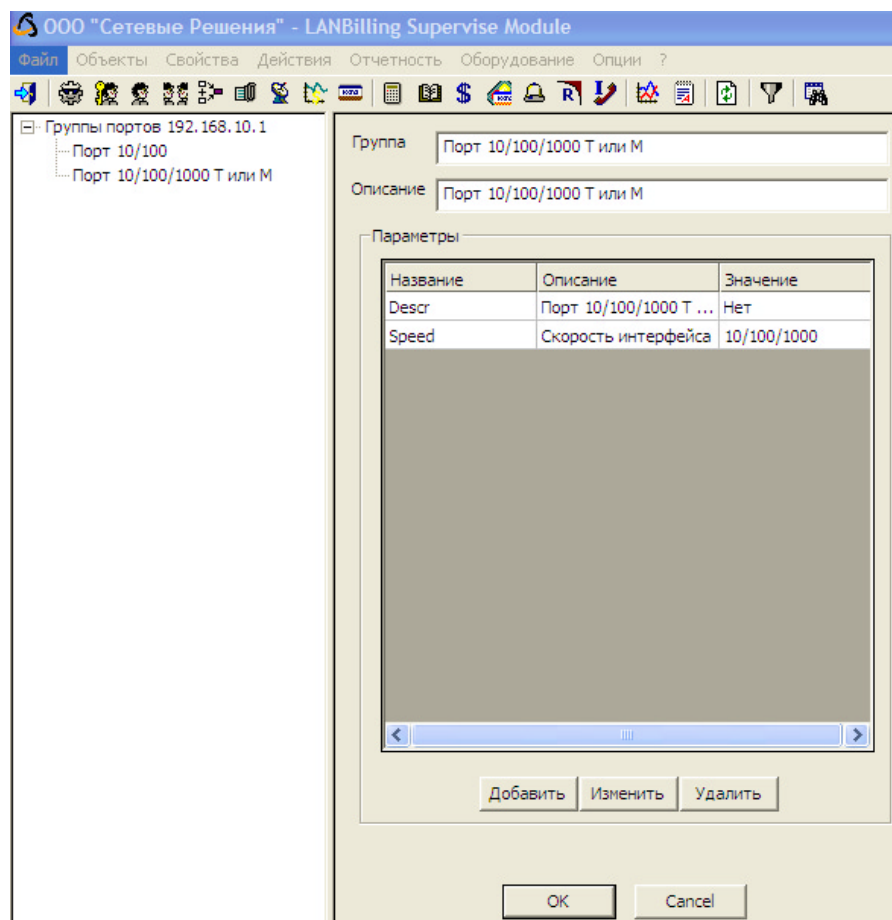 ООО "Сетевые Решения" - LANBilling Supervise Module
Файл Объекты Свойства Действия Отчетность Оборудование Опции ?
Группы портов 192.168.10.1
Порт 10/100
Порт 10/100/1000 Т или М
Группа Порт 10/100/1000 Т или М
Описание Порт 10/100/1000 Т или М
Параметры
Название Описание Значение
Descr Порт 10/100/1000 Т ... Нет
Speed Скорость интерфейса 10/100/1000
Добавить Изменить Удалить
OK Cancel